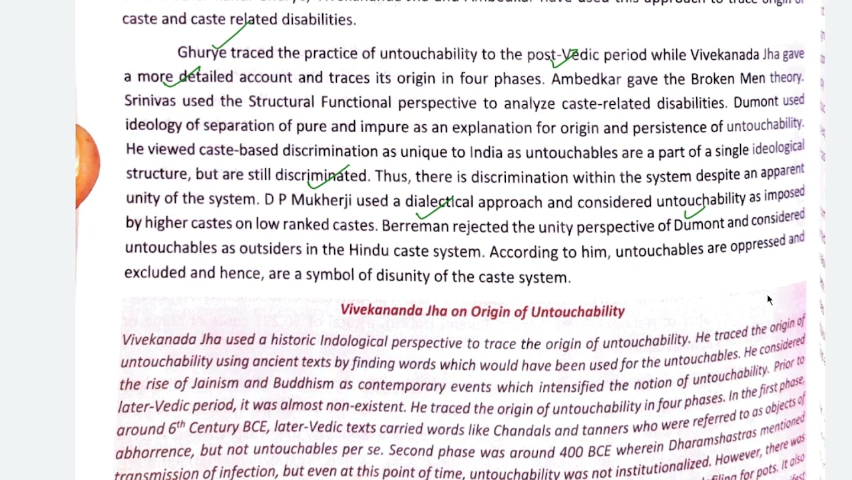 caste and caste related disabilities.
Ghurye traced the practice of untouchability to the post-Vedic period while Vivekanada Jha gave
a more detailed account and traces its origin in four phases. Ambedkar gave the Broken Men theory.
Srinivas used the Structural Functional perspective to analyze caste-related disabilities. Dumont used
ideology of separation of pure and impure as an explanation for origin and persistence of untouchability.
He viewed caste-based discrimination as unique to India as untouchables are a part of a single ideological
structure, but are still discriminated. Thus, there is discrimination within the system despite an apparent
unity of the system. D P Mukherji used a dialectical approach and considered untouchability as imposed
by higher castes on low ranked castes. Berreman rejected the unity perspective of Dumont and considered
untouchables as outsiders in the Hindu caste system. According to him, untouchables are oppressed and
excluded and hence, are a symbol of disunity of the caste system.
Vivekananda Jha on Origin of Untouchability
Vivekanada Jha used a historic Indological perspective to trace the origin of untouchability. He traced the origin of
untouchability using ancient texts by finding words which would have been used for the untouchables. He considered
the rise of Jainism and Buddhism as contemporary events which intensified the notion of untouchability. Prior to
later-Vedic period, it was almost non-existent. He traced the origin of untouchability in four phases. In the first phase,
around 6th Century BCE, later-Vedic texts carried words like Chandals and tanners who were referred to as objects of
abhorrence, but not untouchables per se. Second phase was around 400 BCE wherein Dharamshastras mentioned
transmission of infection, but even at this point of time, untouchability was not institutionalized. However, there was
for pots. It also